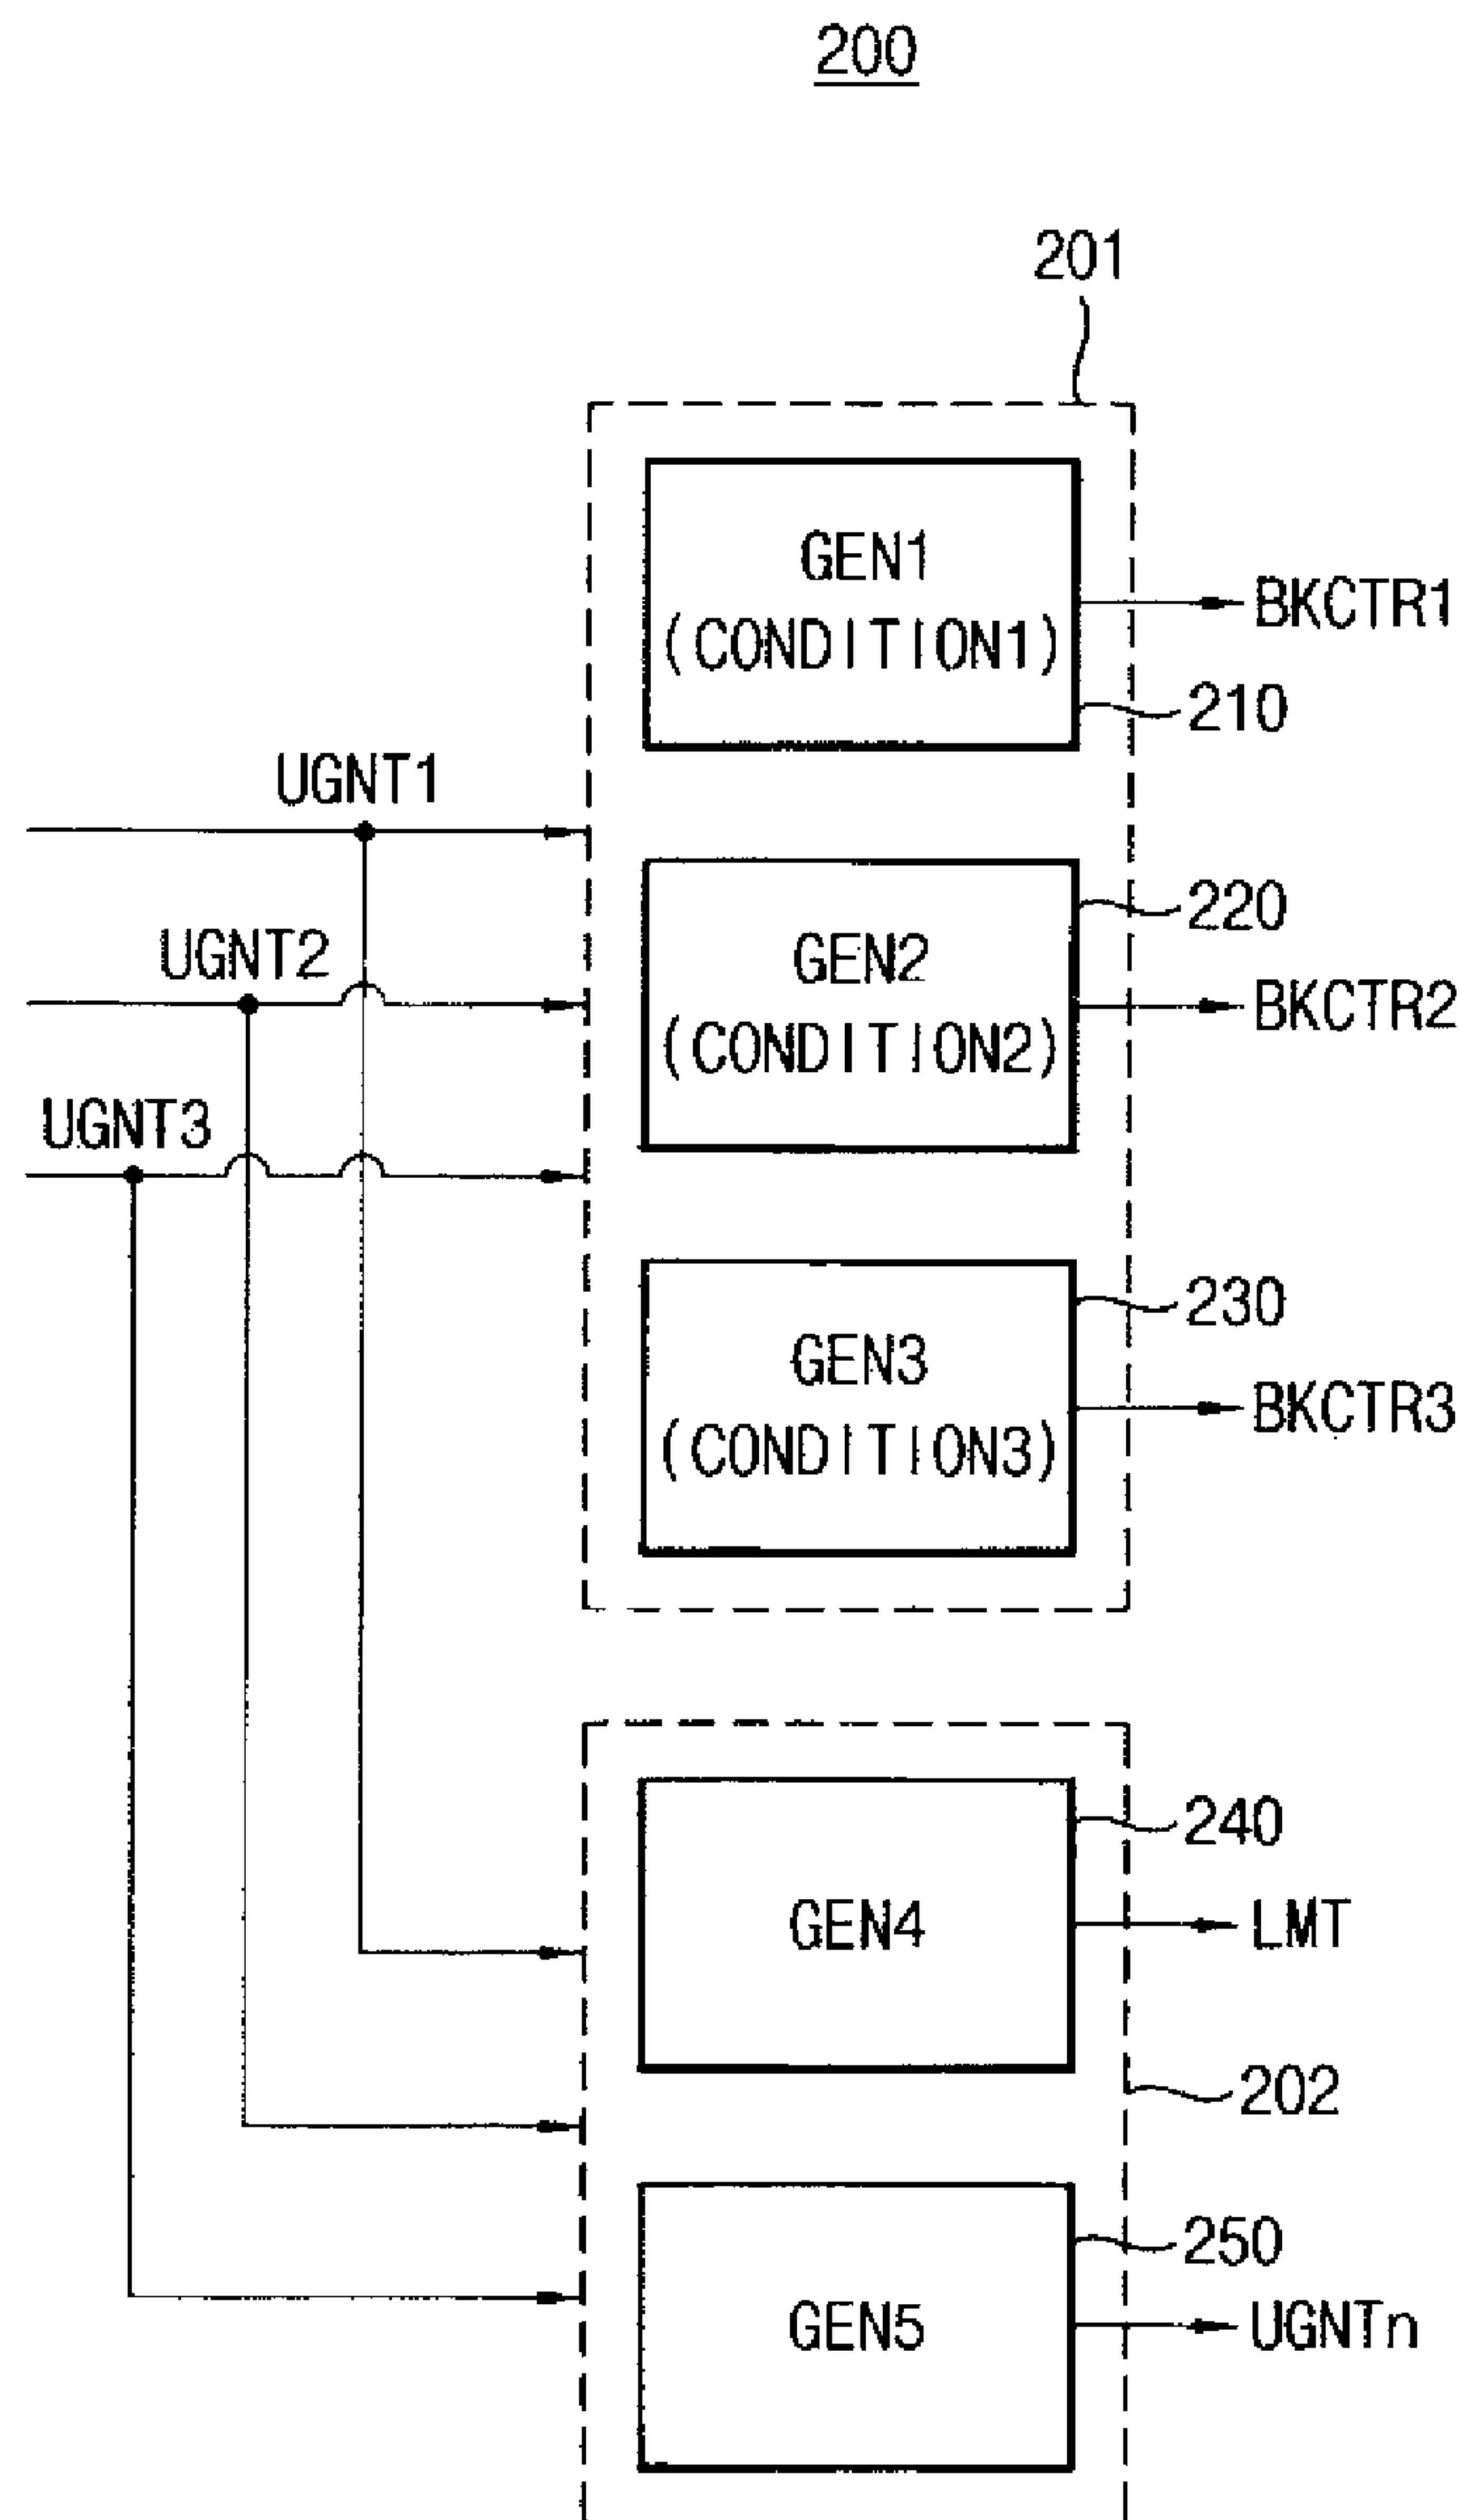 200
201
GEN1
(CONDITION1)
BKCTR1
210
UGNT1
220
UGNT2
GEN2
(CONDITION2)
BKCTR2
UGNT3
230
GEN3
(CONDITION3)
BKCTR3
240
GEN4
LMT
202
250
GEN5
UGNTn